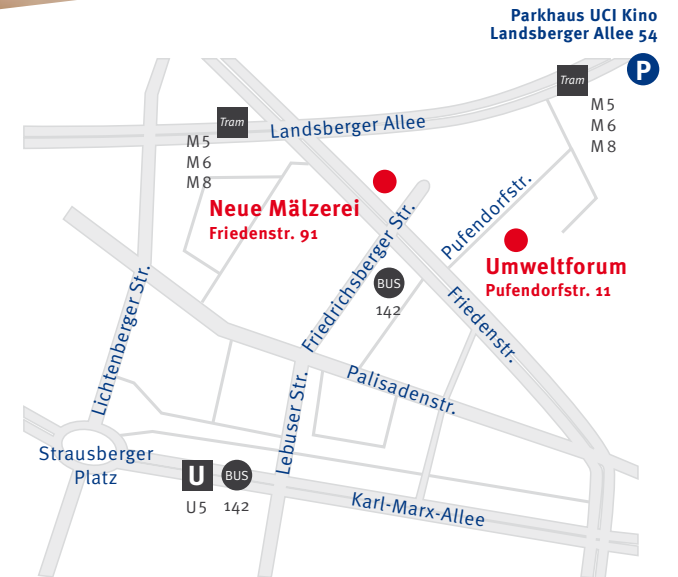 Parkhaus UCI Kino
Landsberger Allee 54
P
Tram
M5
M6
M8
Tram
M5
M6
M8
Landsberger Allee
Neue Mälzerei
Friedenstr. 91
Pufendorfstr.
Umweltforum
Pufendorfstr. 11
Friedrichsberger Str.
BUS
142
Friedenstr.
Lichtenberger Str.
Palisadenstr.
Lebuser Str.
Strausberger
Platz
U
U5
BUS
142
Karl-Marx-Allee